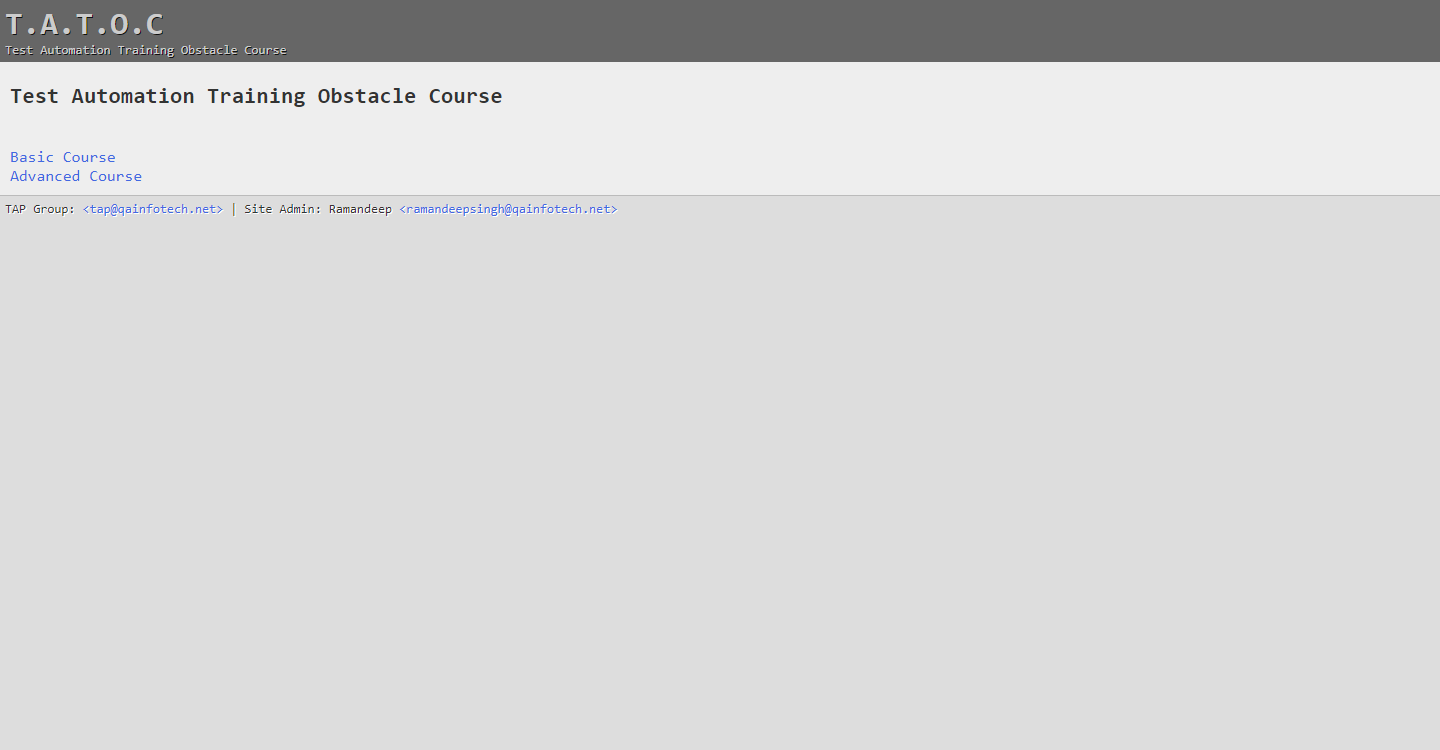 T.A.T.O.C
Test Automation Training Obstacle Course
Test Automation Training Obstacle Course
Basic Course
Advanced Course
TAP Group: <tap@qainfotech.net> | Site Admin: Ramandeep <ramandeepsingh@qainfotech.net>